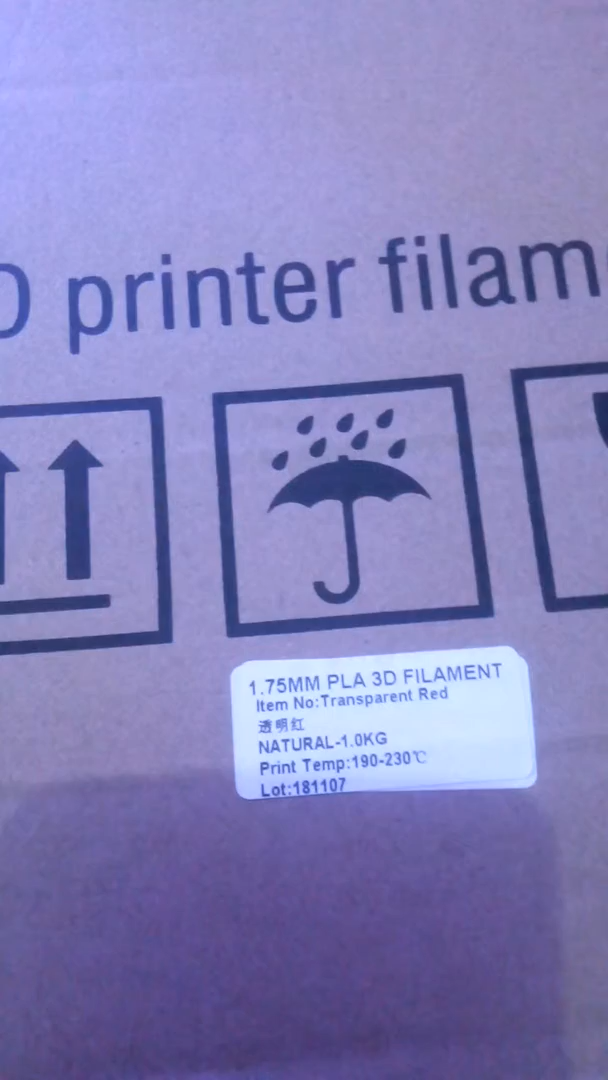 D printer filame
1.75MM PLA 3D FILAMENT
Item No:Transparent Red
透明红
NATURAL-1.0KG
Print Temp:190-230℃
Lot:181107